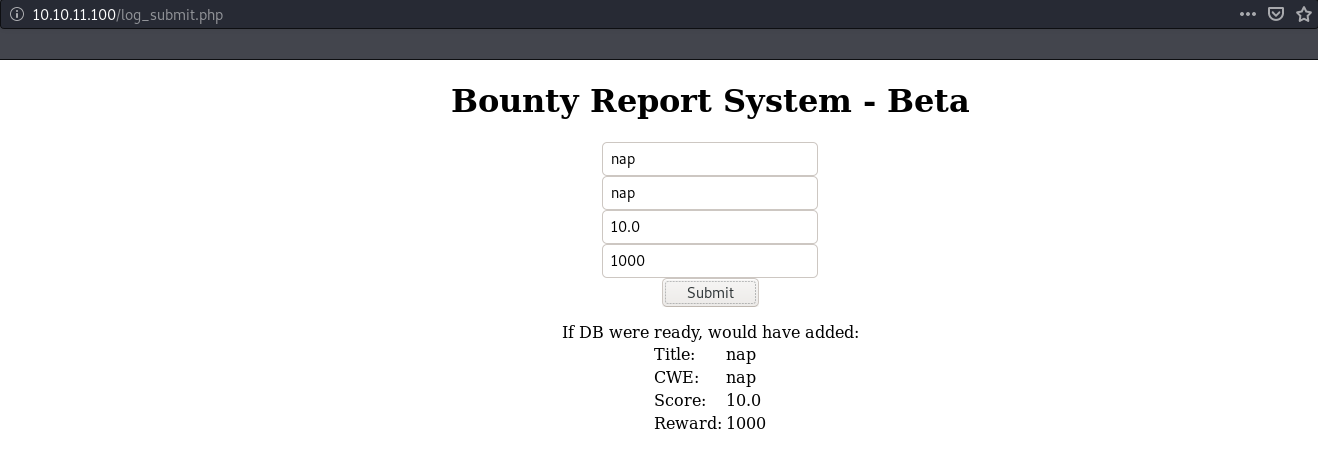 10.10.11.100/log_submit.php
Bounty Report System - Beta
nap
nap
10.0
1000
Submit
If DB were ready, would have added:
Title: nap
CWE: nap
Score: 10.0
Reward: 1000